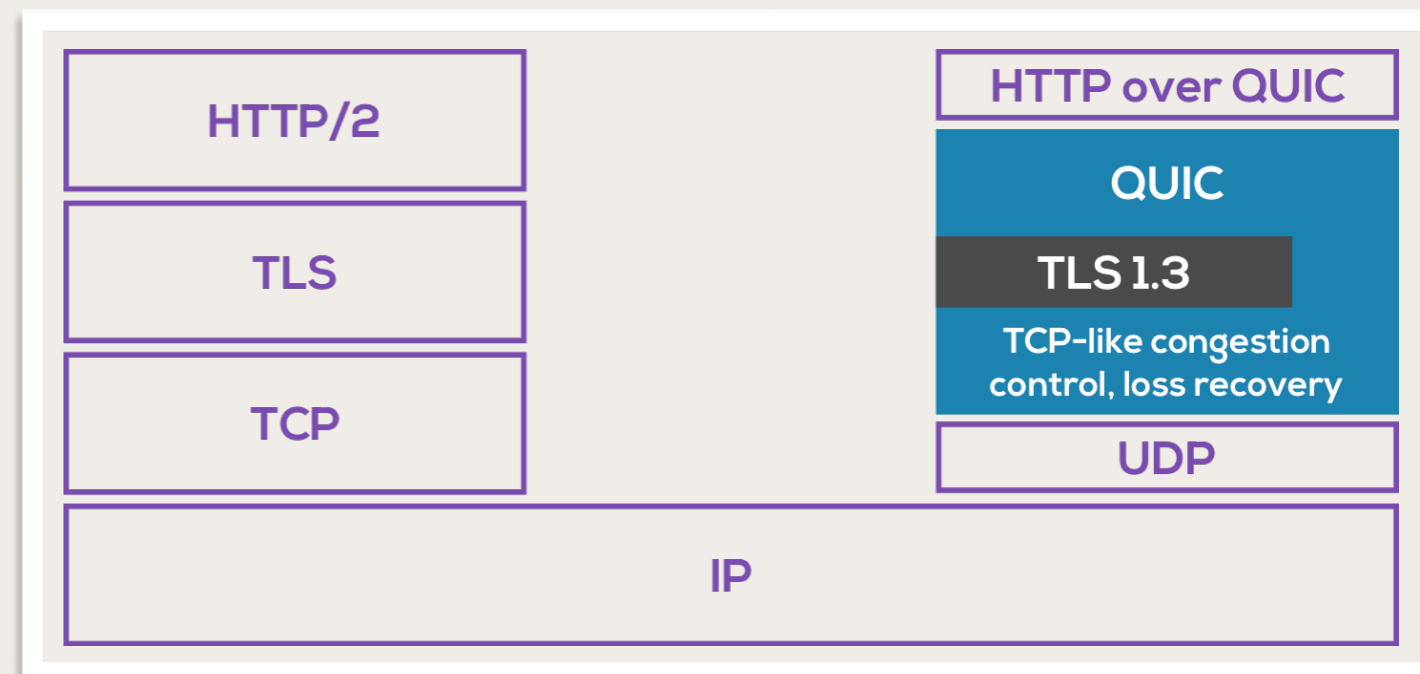 HTTP/2
TLS
TCP
HTTP over QUIC
QUIC
TLS 1.3
TCP-like congestion
control, loss recovery
UDP
IP